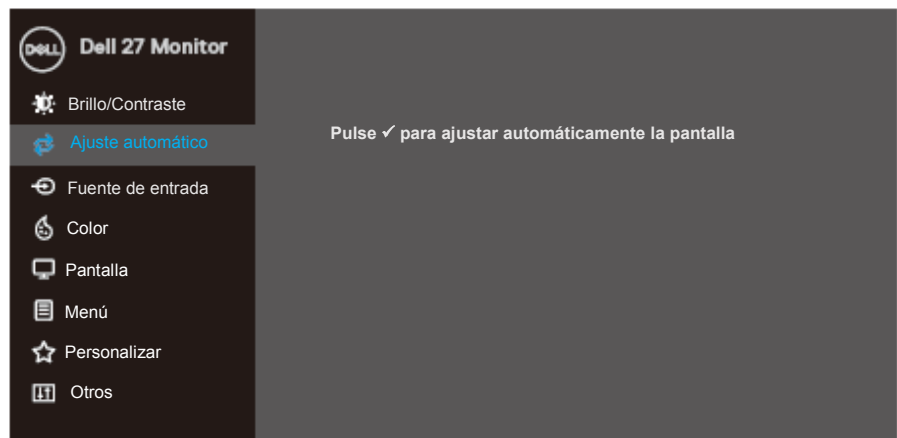 DELL Dell 27 Monitor
Brillo/Contraste
Ajuste automático
Pulse ✓ para ajustar automáticamente la pantalla
Fuente de entrada
Color
Pantalla
Menú
Personalizar
Otros